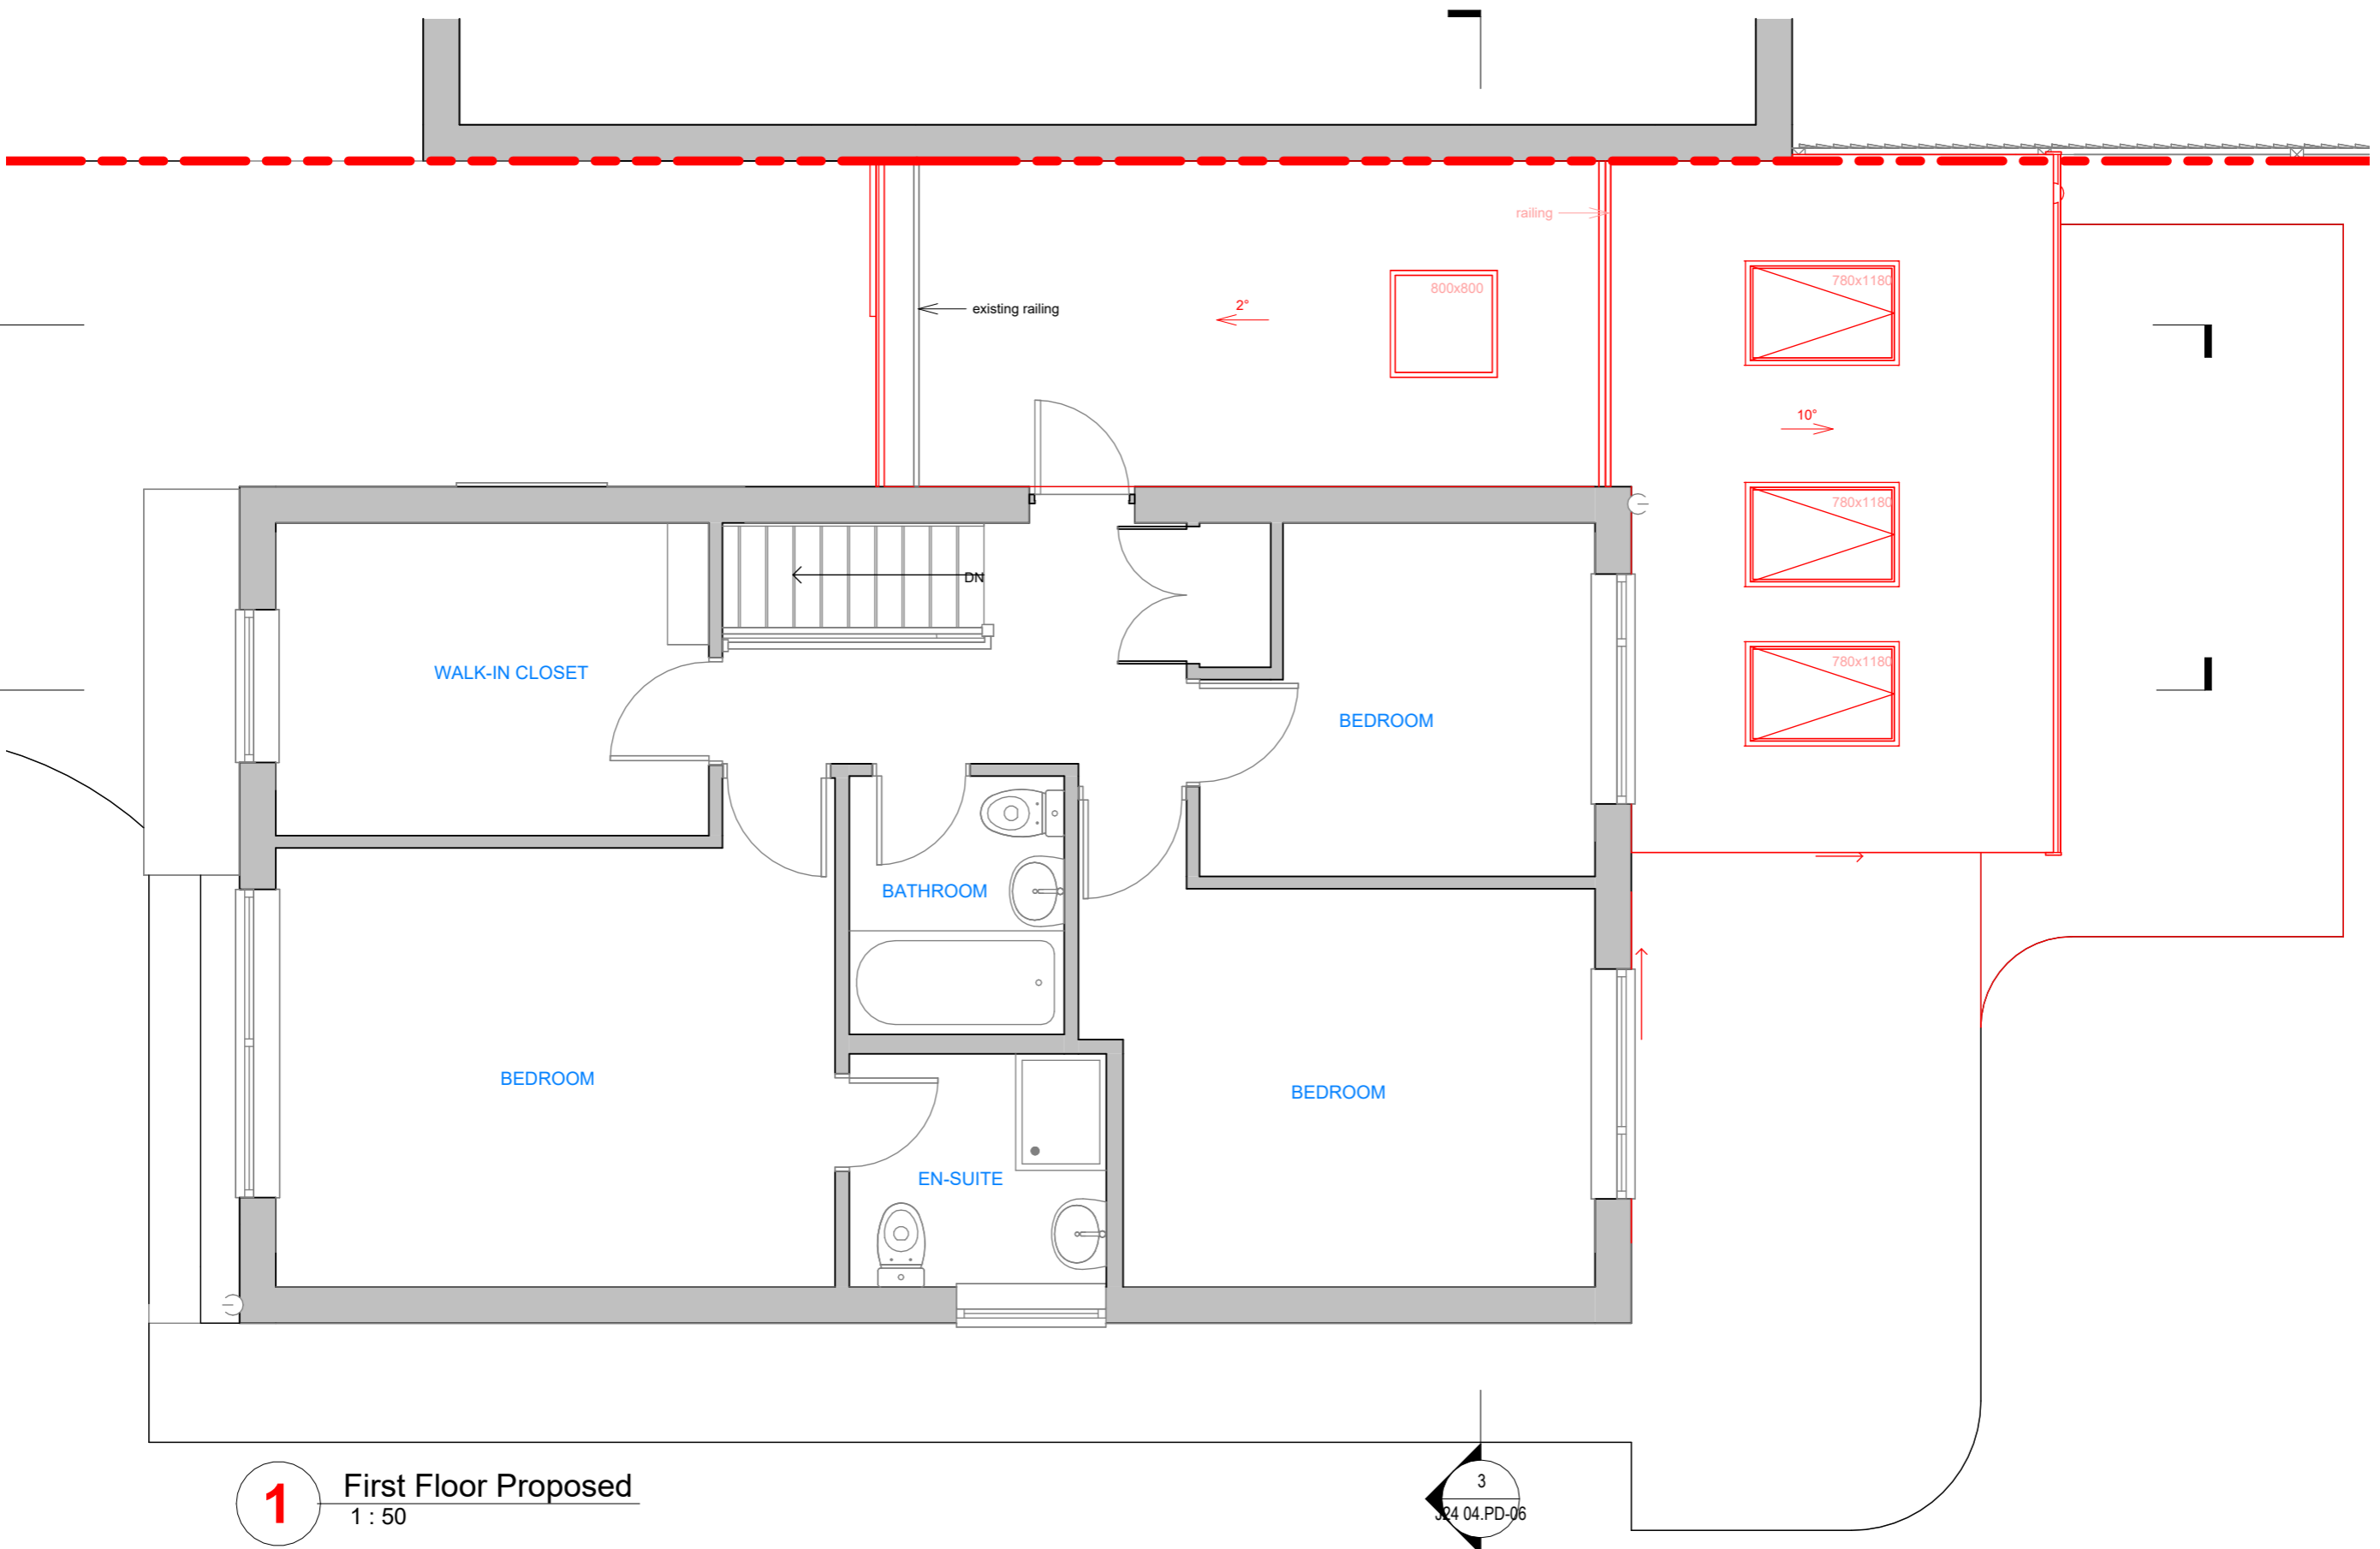 railing
780x1180
800x800
existing railing
2°
10°
780x1180
DN
780x1180
WALK-IN CLOSET
BEDROOM
BATHROOM
BEDROOM
BEDROOM
EN-SUITE
1
First Floor Proposed
1 : 50
3
J24 04.PD-06